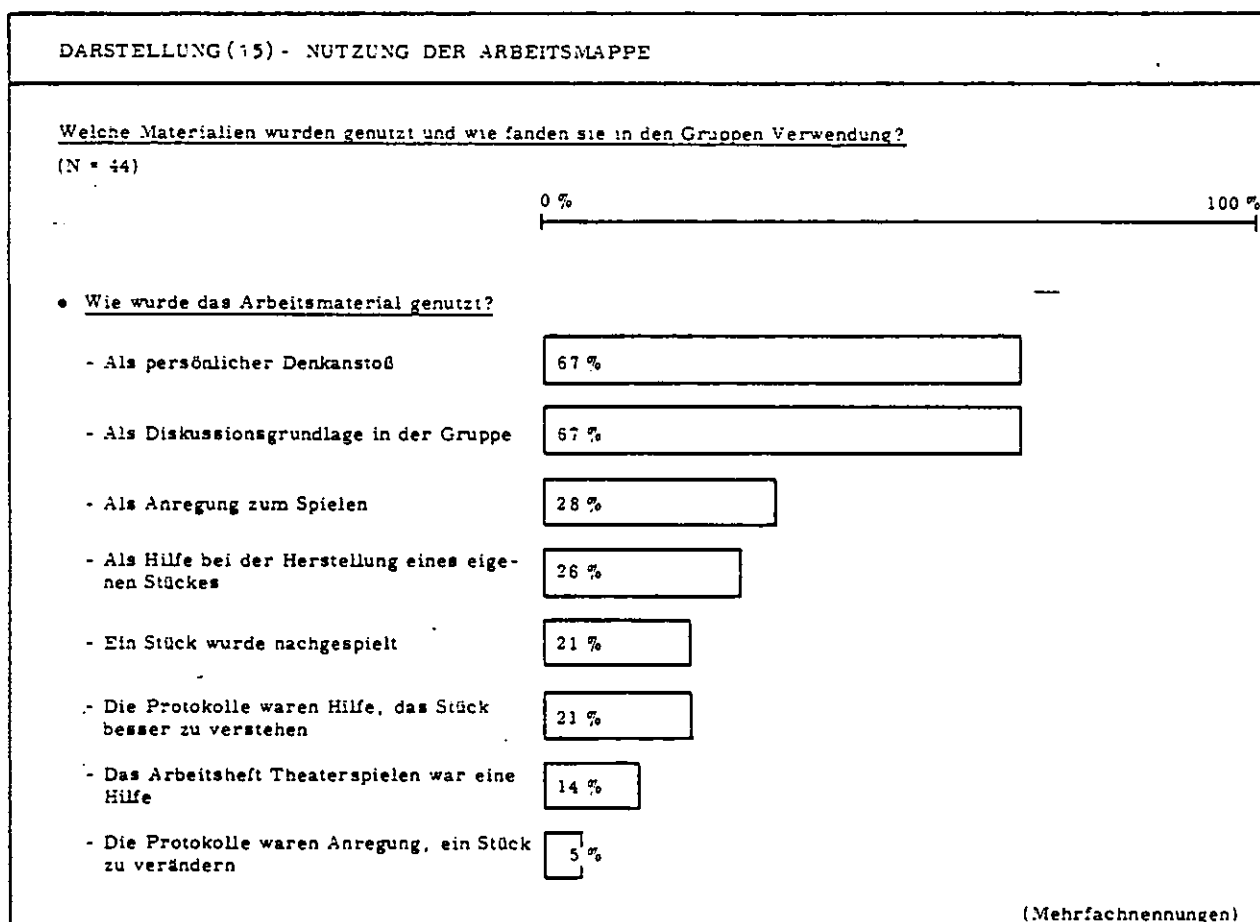 DARSTELLUNG (15) - NUTZUNG DER ARBEITSMAPPE
Welche Materialien wurden genutzt und wie fanden sie in den Gruppen Verwendung?
(N = 44)
0 % 100 %
• Wie wurde das Arbeitsmaterial genutzt?
- Als persönlicher Denkanstoß 67 %
- Als Diskussionsgrundlage in der Gruppe 67 %
- Als Anregung zum Spielen 28 %
- Als Hilfe bei der Herstellung eines eige-
nen Stückes 26 %
- Ein Stück wurde nachgespielt 21 %
- Die Protokolle waren Hilfe, das Stück
besser zu verstehen 21 %
- Das Arbeitsheft Theaterspielen war eine
Hilfe 14 %
- Die Protokolle waren Anregung, ein Stück
zu verändern 5 %
(Mehrfachnennungen)